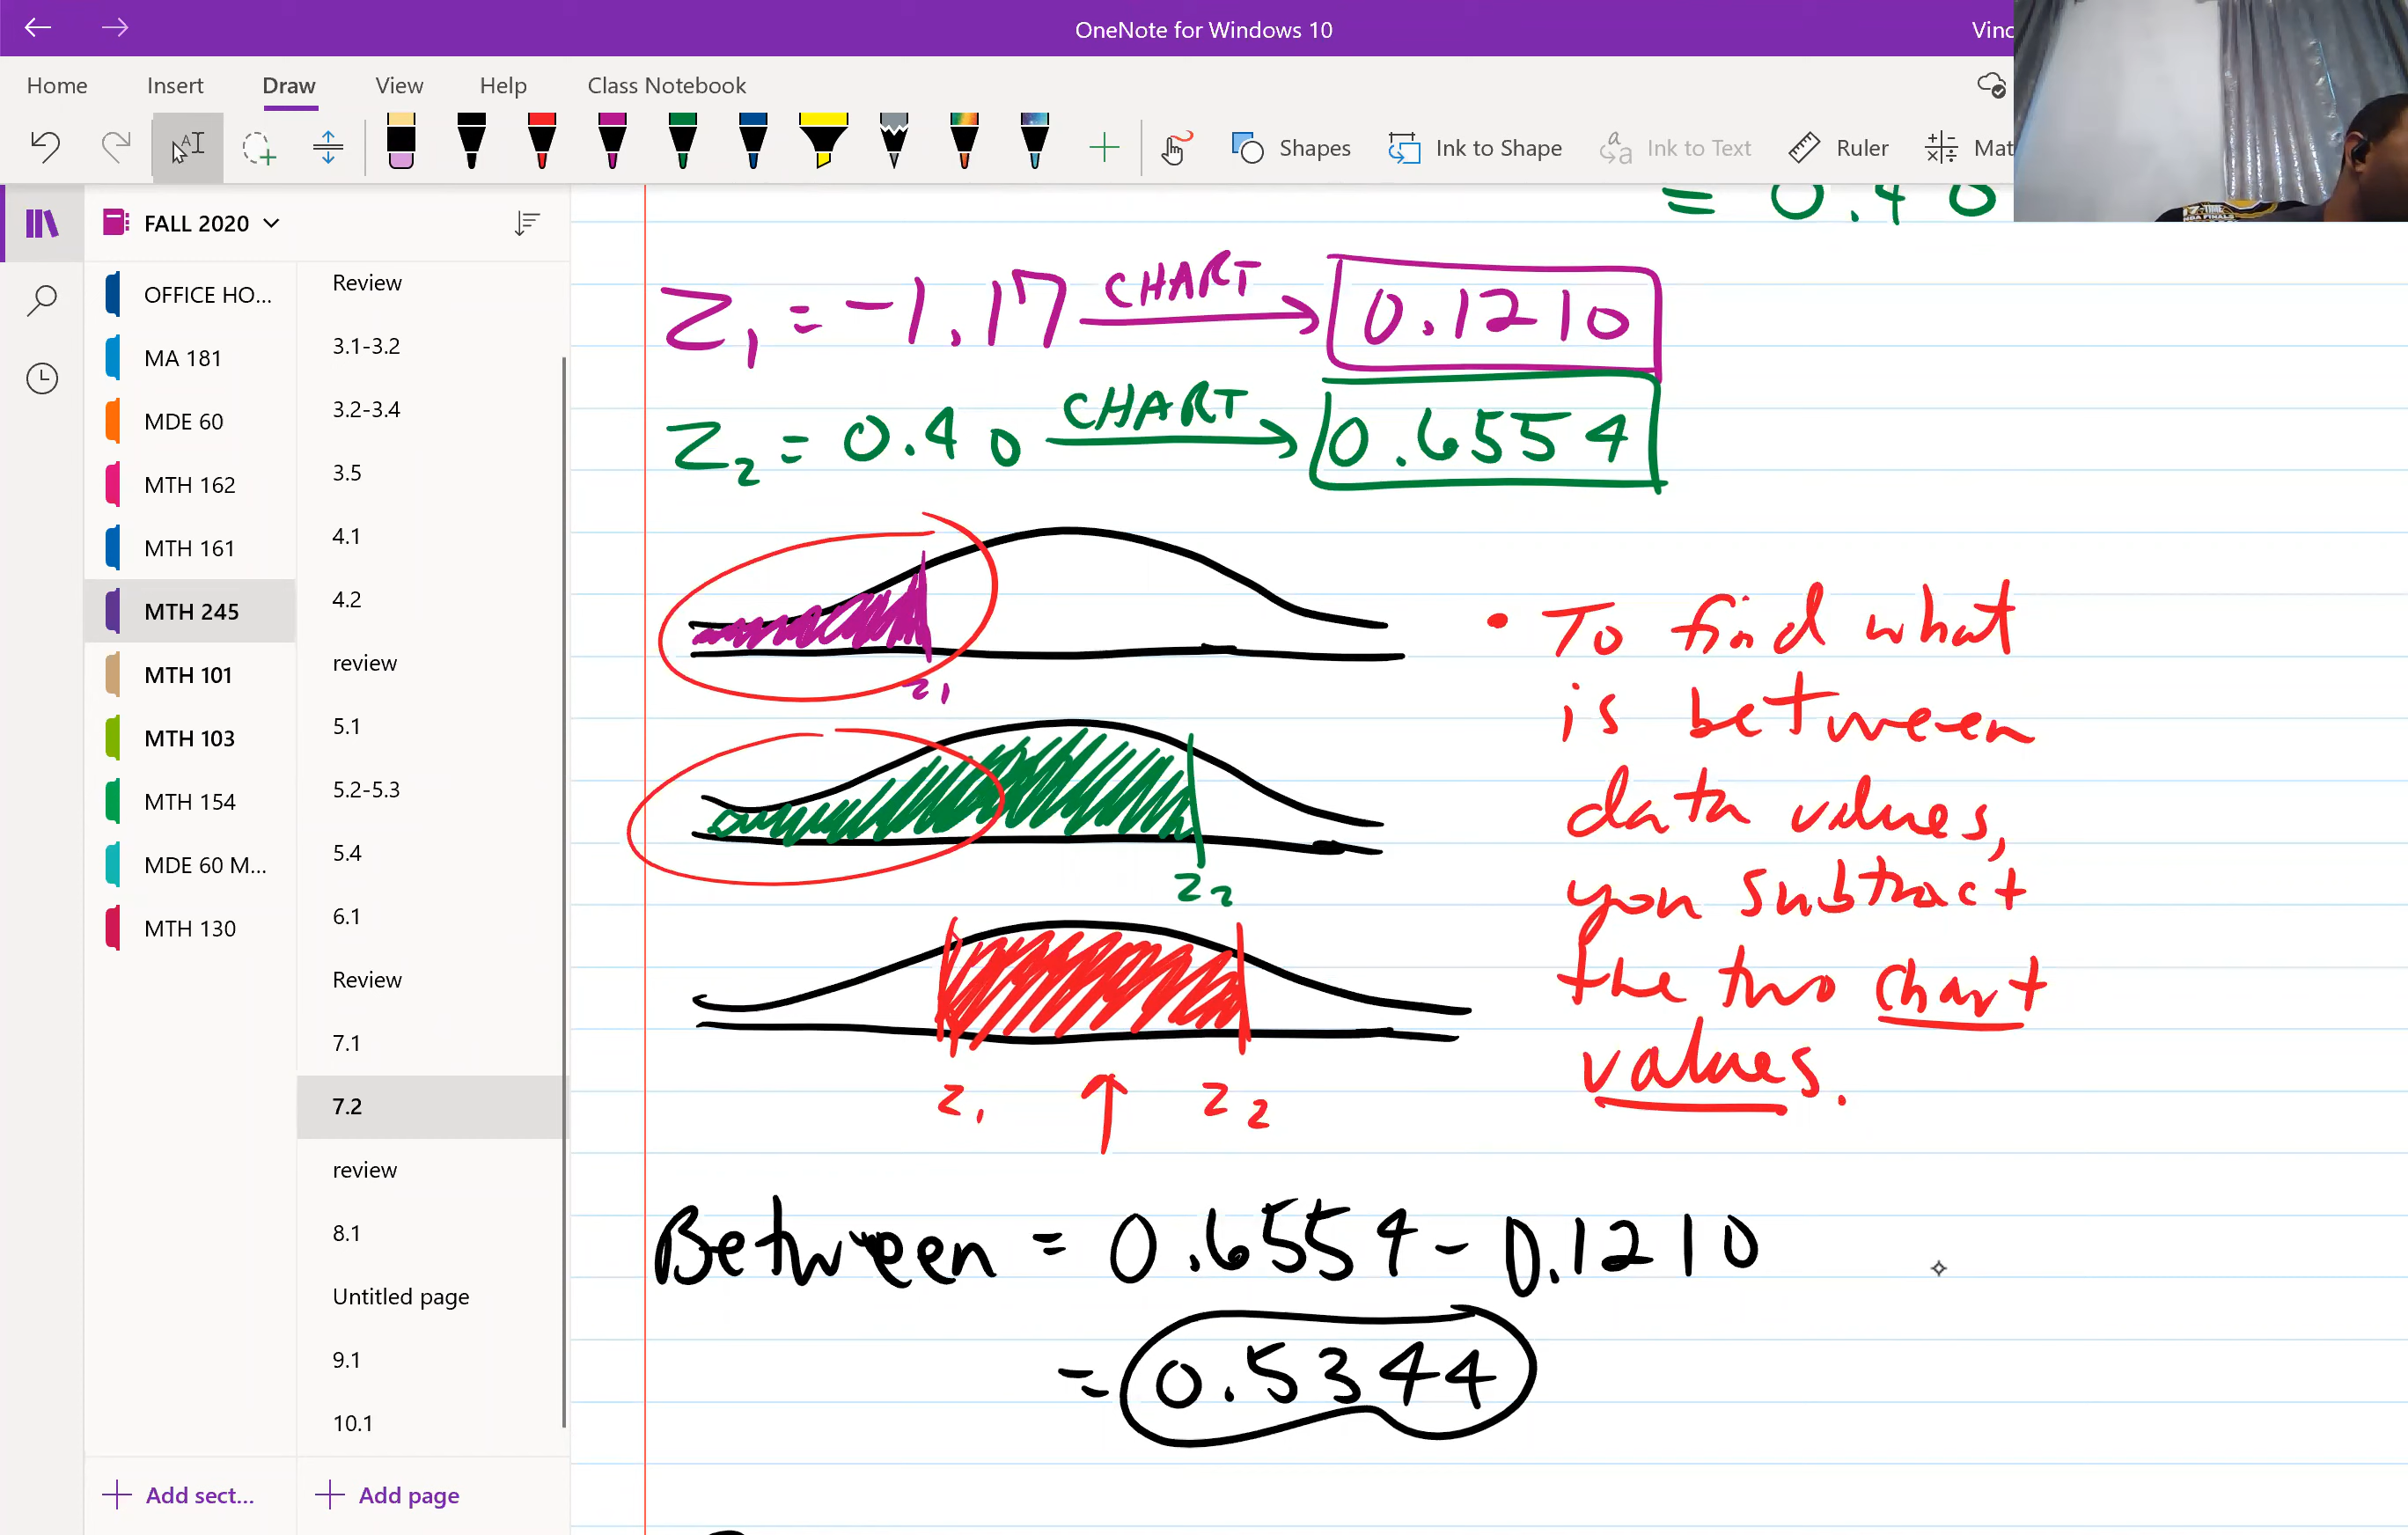 OneNote for Windows 10
Vinc
Home Insert Draw View Help Class Notebook
Shapes Ink to Shape Ink to Text Ruler Mat
FALL 2020
OFFICE HO...
MA 181
MDE 60
MTH 162
MTH 161
MTH 245
MTH 101
MTH 103
MTH 154
MDE 60 M...
MTH 130
Add sect...
Review
3.1-3.2
3.2-3.4
3.5
4.1
4.2
review
5.1
5.2-5.3
5.4
6.1
Review
7.1
7.2
review
8.1
Untitled page
9.1
10.1
Add page
= 0.40
Z₁ = -1.17 CHART → 0.1210
Z₂ = 0.40 CHART → 0.6554
Z₁
Z₂
Z₁ ↑ Z₂
• To find what
is between
data values,
you subtract
the two chart
values.
Between = 0.6554 - 0.1210
= 0.5344